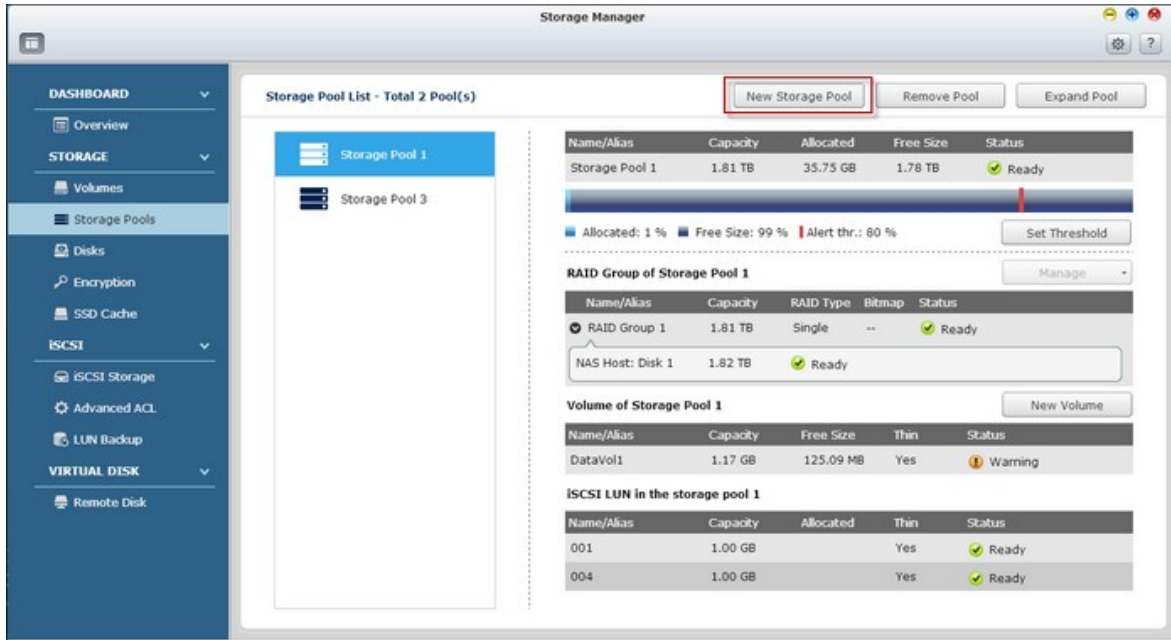 Storage Manager
?
DASHBOARD
Overview
STORAGE
Volumes
Storage Pools
Disks
Encryption
SSD Cache
iSCSI
iSCSI Storage
Advanced ACL
LUN Backup
VIRTUAL DISK
Remote Disk
Storage Pool List - Total 2 Pool(s)
New Storage Pool Remove Pool Expand Pool
Storage Pool 1
Storage Pool 3
Name/Alias Capacity Allocated Free Size Status
Storage Pool 1 1.81 TB 35.75 GB 1.78 TB Ready
Allocated: 1 % Free Size: 99 % Alert thr.: 80 % Set Threshold
RAID Group of Storage Pool 1 Manage
Name/Alias Capacity RAID Type Bitmap Status
RAID Group 1 1.81 TB Single -- Ready
NAS Host: Disk 1 1.82 TB Ready
Volume of Storage Pool 1 New Volume
Name/Alias Capacity Free Size Thin Status
DataVol1 1.17 GB 125.09 MB Yes Warning
iSCSI LUN in the storage pool 1
Name/Alias Capacity Allocated Thin Status
001 1.00 GB Yes Ready
004 1.00 GB Yes Ready